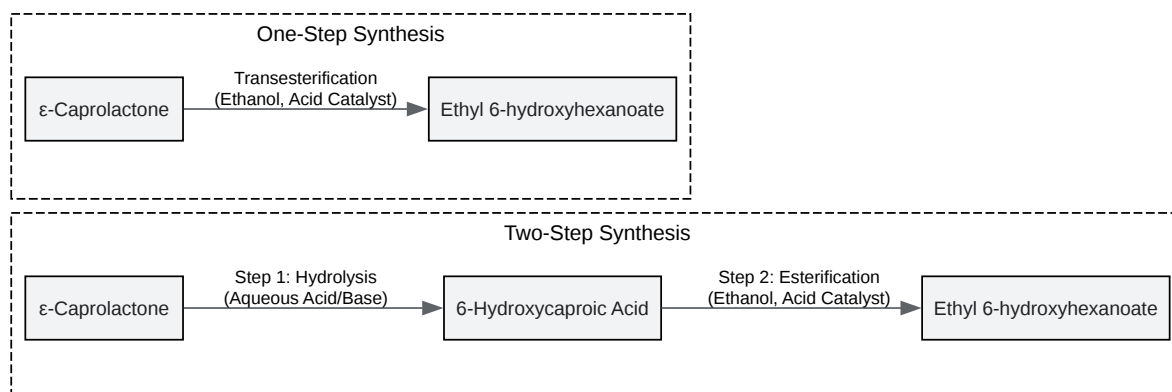 One-Step Synthesis
ε-Caprolactone
Transesterification
(Ethanol, Acid Catalyst)
Ethyl 6-hydroxyhexanoate
Two-Step Synthesis
ε-Caprolactone
Step 1: Hydrolysis
(Aqueous Acid/Base)
6-Hydroxycaproic Acid
Step 2: Esterification
(Ethanol, Acid Catalyst)
Ethyl 6-hydroxyhexanoate